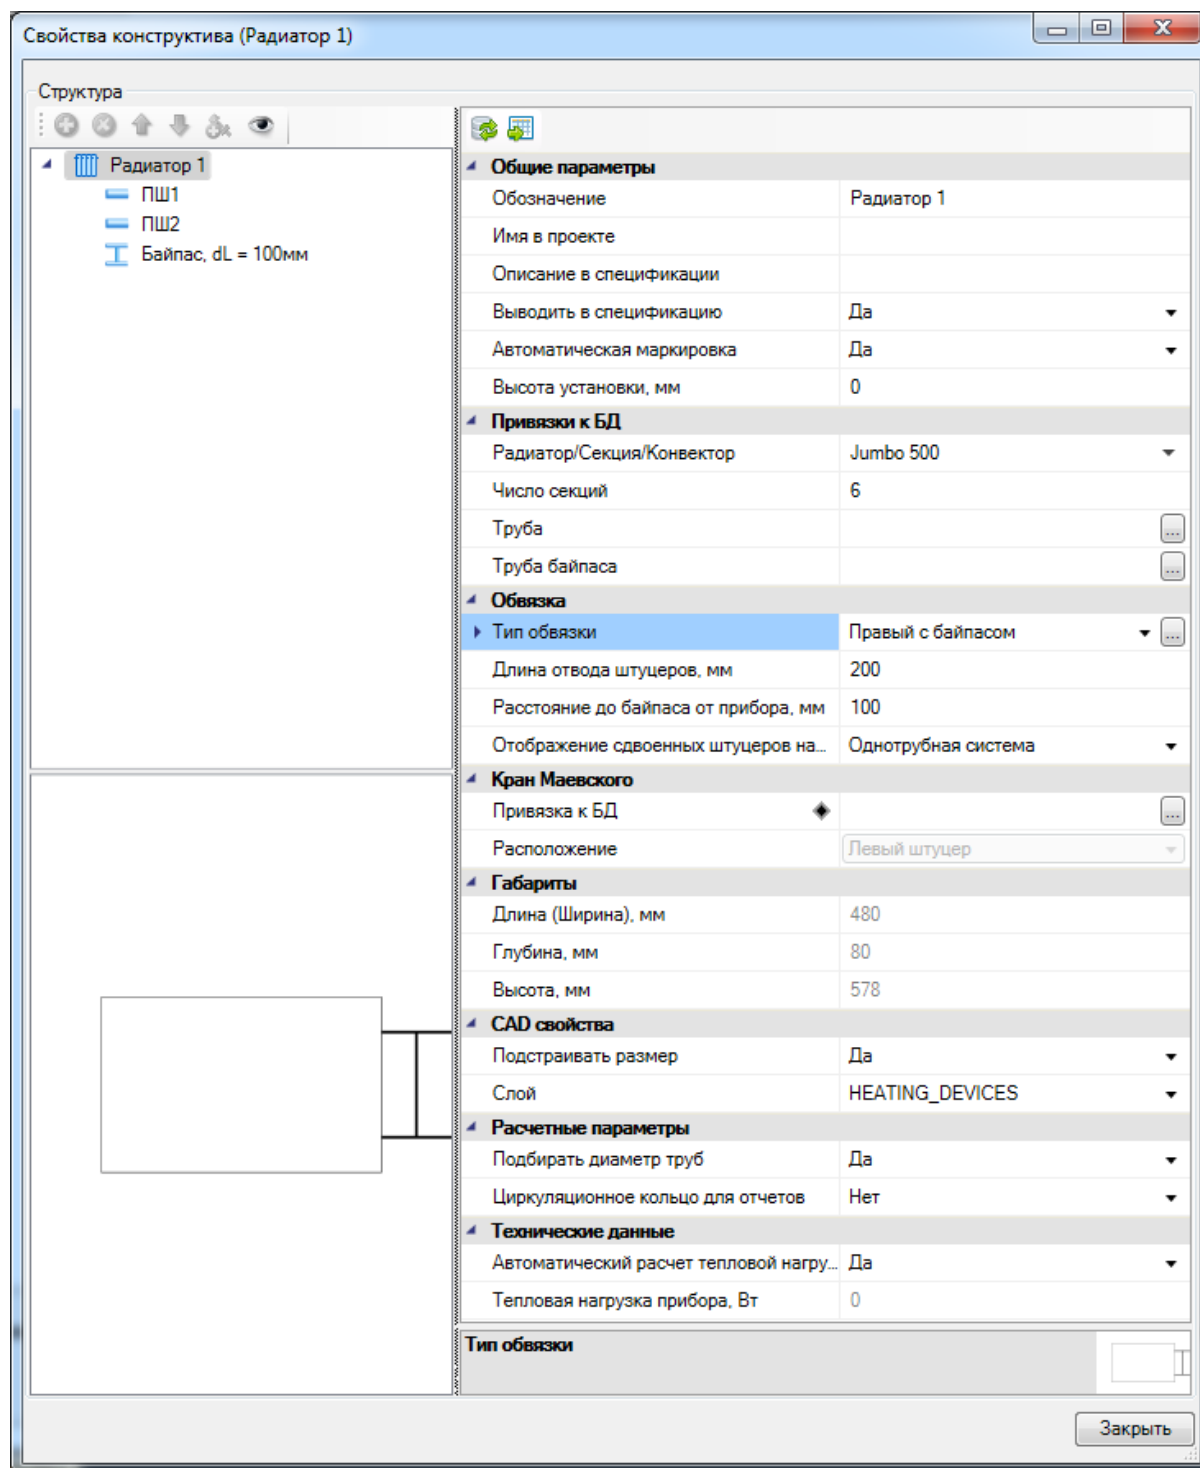 Свойства конструктива (Радиатор 1)
Структура
Радиатор 1
ПШ1
ПШ2
Байпас, dL = 100мм
Общие параметры
Обозначение Радиатор 1
Имя в проекте
Описание в спецификации
Выводить в спецификацию Да
Автоматическая маркировка Да
Высота установки, мм 0
Привязки к БД
Радиатор/Секция/Конвектор Jumbo 500
Число секций 6
Труба ...
Труба байпаса ...
Обвязка
Тип обвязки Правый с байпасом ...
Длина отвода штуцеров, мм 200
Расстояние до байпаса от прибора, мм 100
Отображение сдвоенных штуцеров на... Однотрубная система
Кран Маевского
Привязка к БД ...
Расположение Левый штуцер
Габариты
Длина (Ширина), мм 480
Глубина, мм 80
Высота, мм 578
CAD свойства
Подстраивать размер Да
Слой HEATING_DEVICES
Расчетные параметры
Подбирать диаметр труб Да
Циркуляционное кольцо для отчетов Нет
Технические данные
Автоматический расчет тепловой нагру... Да
Тепловая нагрузка прибора, Вт 0
Тип обвязки
Закрыть